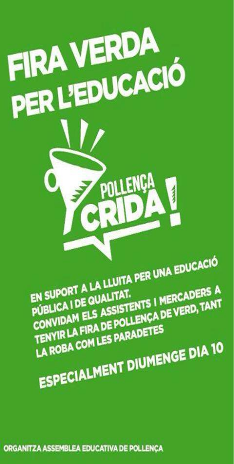 FIRA VERDA
PER L'EDUCACIÓ
POLLENÇA
CRIDA!
EN SUPORT A LA LLUITA PER UNA EDUCACIÓ
PÚBLICA I DE QUALITAT.
CONVIDAM ELS ASSISTENTS I MERCADERS A
TENYIR LA FIRA DE POLLENÇA DE VERD, TANT
LA ROBA COM LES PARADETES
ESPECIALMENT DIUMENGE DIA 10
ORGANITZA ASSEMBLEA EDUCATIVA DE POLLENÇA